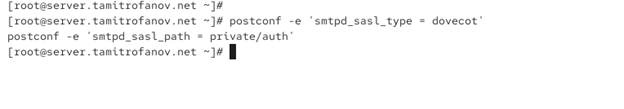 [root@server.tamitrofanov.net ~]#
[root@server.tamitrofanov.net ~]# postconf -e 'smtpd_sasl_type = dovecot'
postconf -e 'smtpd_sasl_path = private/auth'
[root@server.tamitrofanov.net ~]#